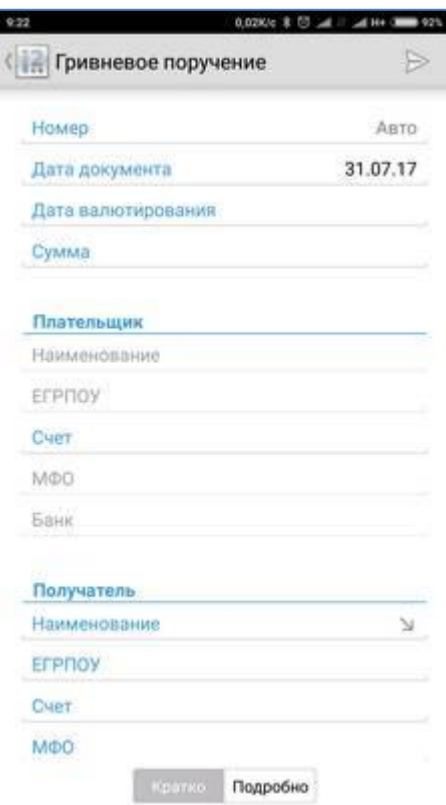 9:22 0,02K/c H+ 92%
Гривневое поручение
Номер Авто
Дата документа 31.07.17
Дата валютирования
Сумма
Плательщик
Наименование
ЕГРПОУ
Счет
МФО
Банк
Получатель
Наименование
ЕГРПОУ
Счет
МФО
Кратко Подробно